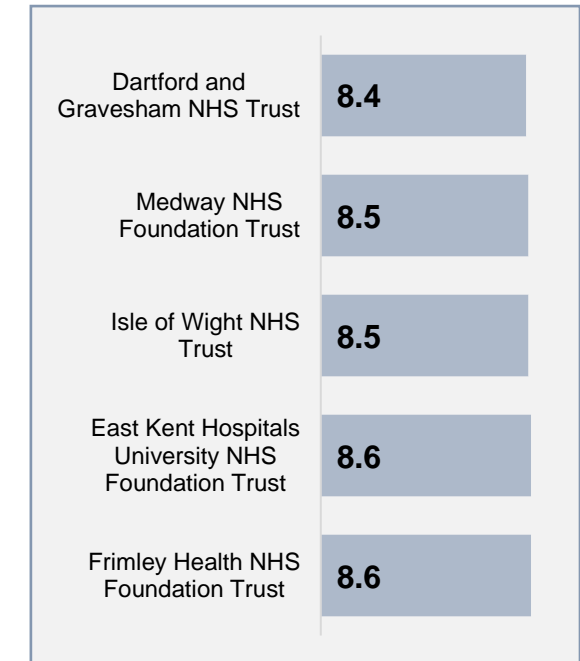 Dartford and
Gravesham NHS Trust
8.4
Medway NHS
Foundation Trust
8.5
Isle of Wight NHS
Trust
8.5
East Kent Hospitals
University NHS
Foundation Trust
8.6
Frimley Health NHS
Foundation Trust
8.6